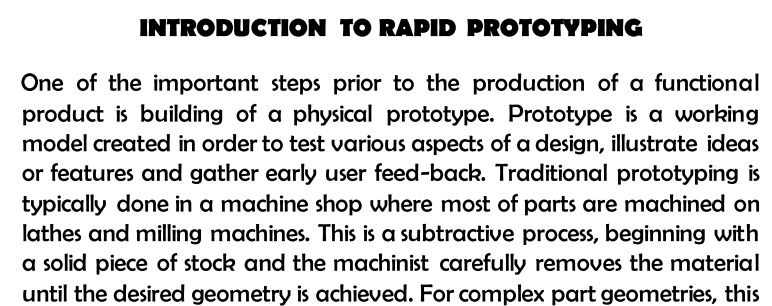 INTRODUCTION TO RAPID PROTOTYPING
One of the important steps prior to the production of a functional
product is building of a physical prototype. Prototype is a working
model created in order to test various aspects of a design, illustrate ideas
or features and gather early user feed-back. Traditional prototyping is
typically done in a machine shop where most of parts are machined on
lathes and milling machines. This is a subtractive process, beginning with
a solid piece of stock and the machinist carefully removes the material
until the desired geometry is achieved. For complex part geometries, this